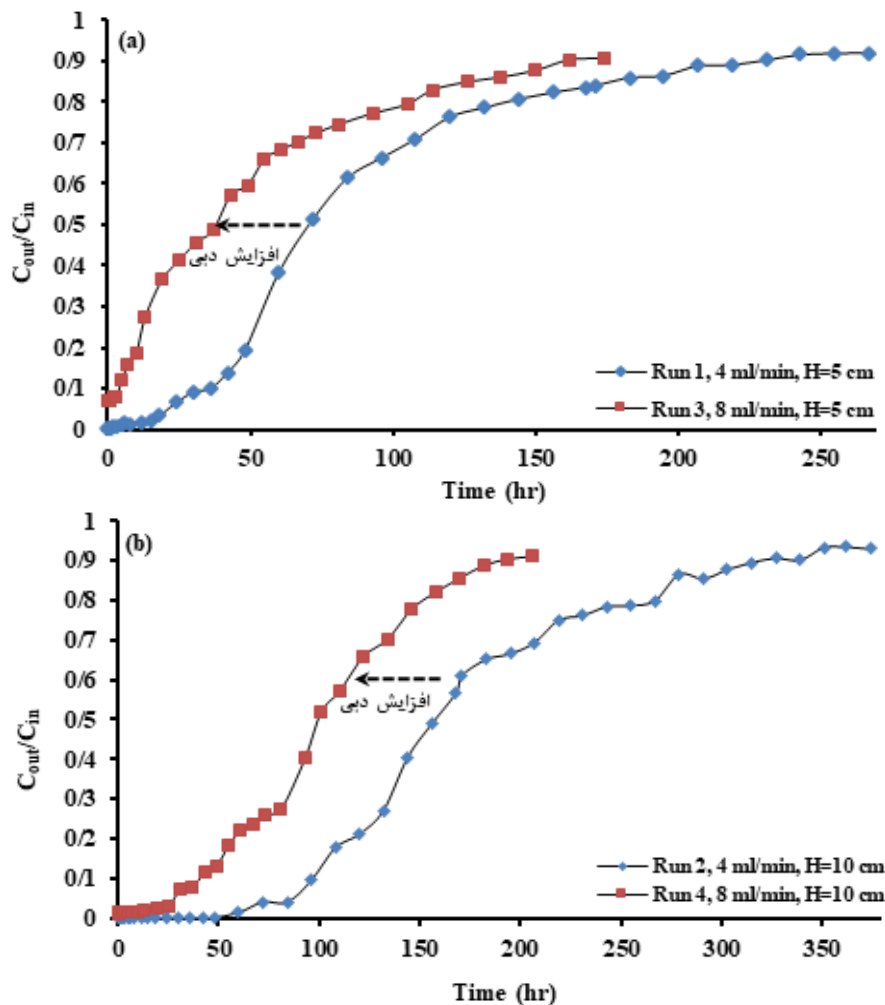 (a)
1
0/9
0/8
0/7
0/6
0/5
0/4
0/3
0/2
0/1
0
C_out/C_in
افزایش دبی
Run 1, 4 ml/min, H=5 cm
Run 3, 8 ml/min, H=5 cm
0 50 100 150 200 250
Time (hr)
(b)
1
0/9
0/8
0/7
0/6
0/5
0/4
0/3
0/2
0/1
0
C_out/C_in
افزایش دبی
Run 2, 4 ml/min, H=10 cm
Run 4, 8 ml/min, H=10 cm
0 50 100 150 200 250 300 350
Time (hr)